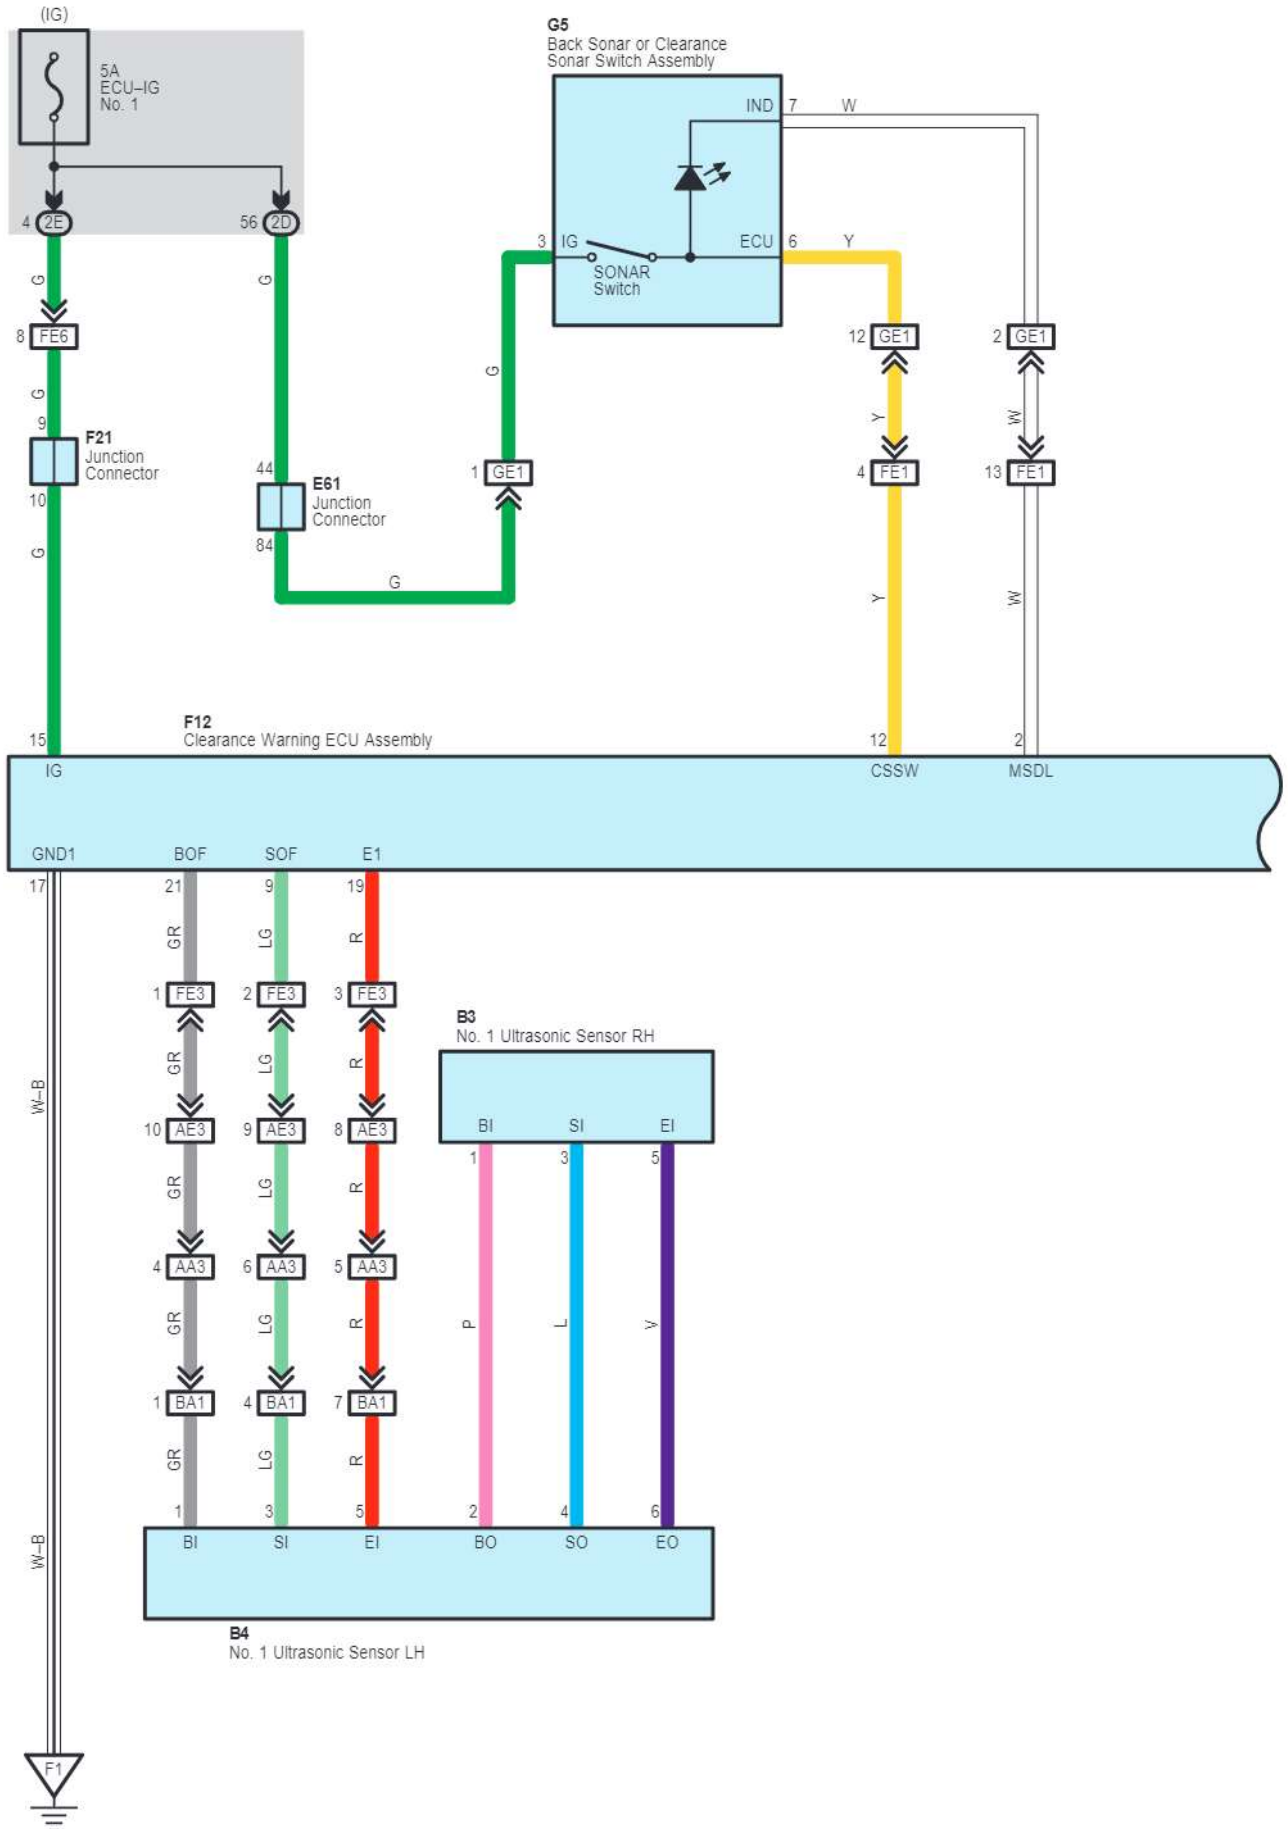 (IG)
5A
ECU–IG
No. 1
4 2E
56 2D
G5
Back Sonar or Clearance
Sonar Switch Assembly
IND 7 W
3 IG
SONAR
Switch
ECU 6 Y
G
G
8 FE6
12 GE1
2 GE1
G
G
Y
W
9
F21
Junction
Connector
10
44
E61
Junction
Connector
84
1 GE1
4 FE1
13 FE1
G
G
Y
W
15
F12
Clearance Warning ECU Assembly
12
2
IG
CSSW
MSDL
GND1
BOF
SOF
E1
17
21
9
19
GR
LG
R
1 FE3
2 FE3
3 FE3
B3
No. 1 Ultrasonic Sensor RH
W–B
GR
LG
R
10 AE3
9 AE3
8 AE3
BI
SI
EI
1
3
5
GR
LG
R
4 AA3
6 AA3
5 AA3
GR
LG
R
P
L
V
1 BA1
4 BA1
7 BA1
GR
LG
R
1
3
5
2
4
6
W–B
BI
SI
EI
BO
SO
EO
B4
No. 1 Ultrasonic Sensor LH
F1